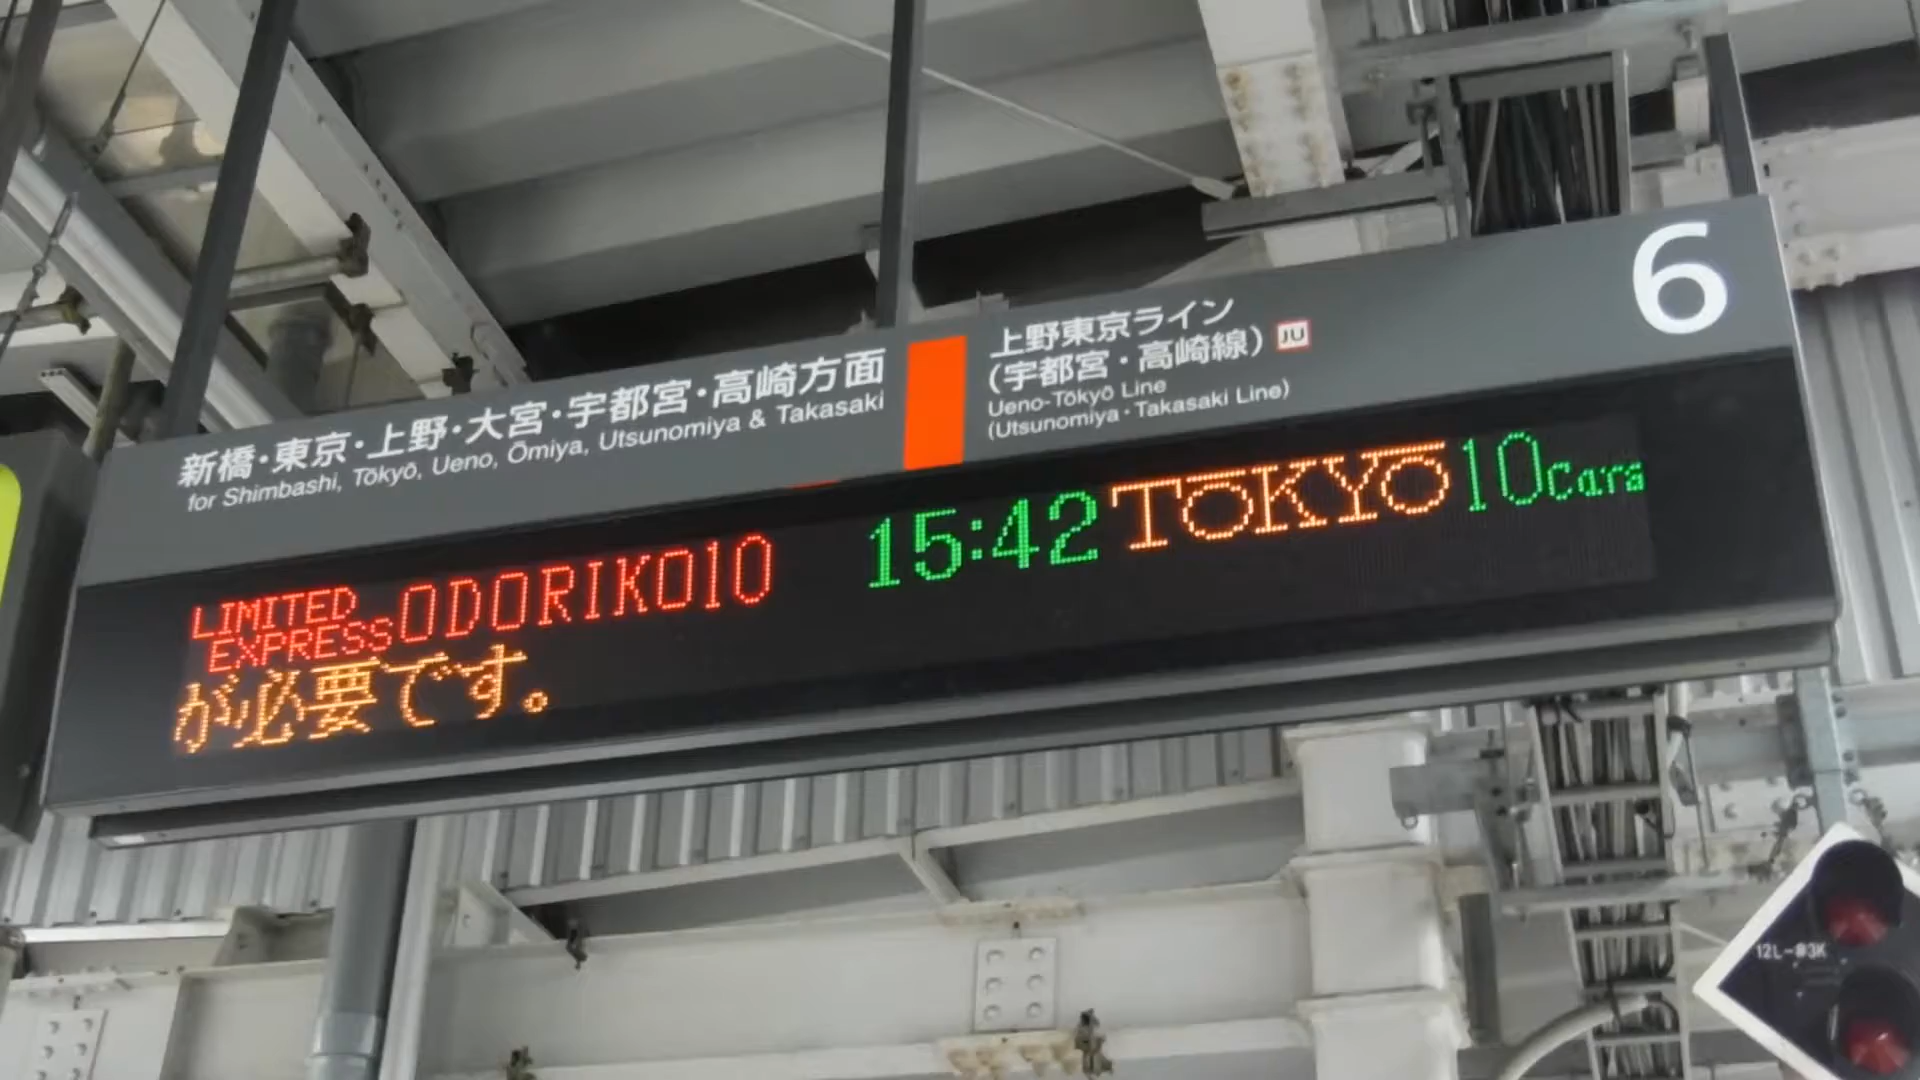 新橋・東京・上野・大宮・宇都宮・高崎方面
for Shimbashi, Tōkyō, Ueno, Ōmiya, Utsunomiya & Takasaki
上野東京ライン
(宇都宮・高崎線) JU
Ueno-Tōkyō Line
(Utsunomiya・Takasaki Line)
6
LIMITED EXPRESS ODORIKO10 15:42 TŌKYŌ 10Cars
が必要です。
12L-83K